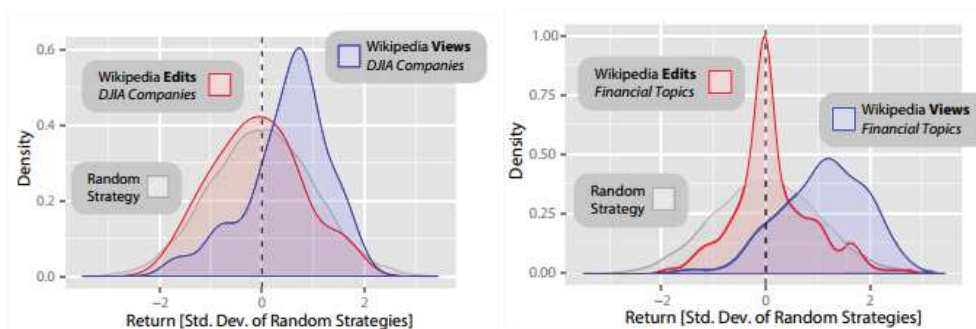 Wikipedia Views
DJIA Companies
Wikipedia Edits
DJIA Companies
Random
Strategy
Density
0.6
0.4
0.2
0.0
−2
0
2
Return [Std. Dev. of Random Strategies]
Wikipedia Edits
Financial Topics
Wikipedia Views
Financial Topics
Random
Strategy
Density
1.00
0.75
0.50
0.25
0.00
−2
0
2
Return [Std. Dev. of Random Strategies]